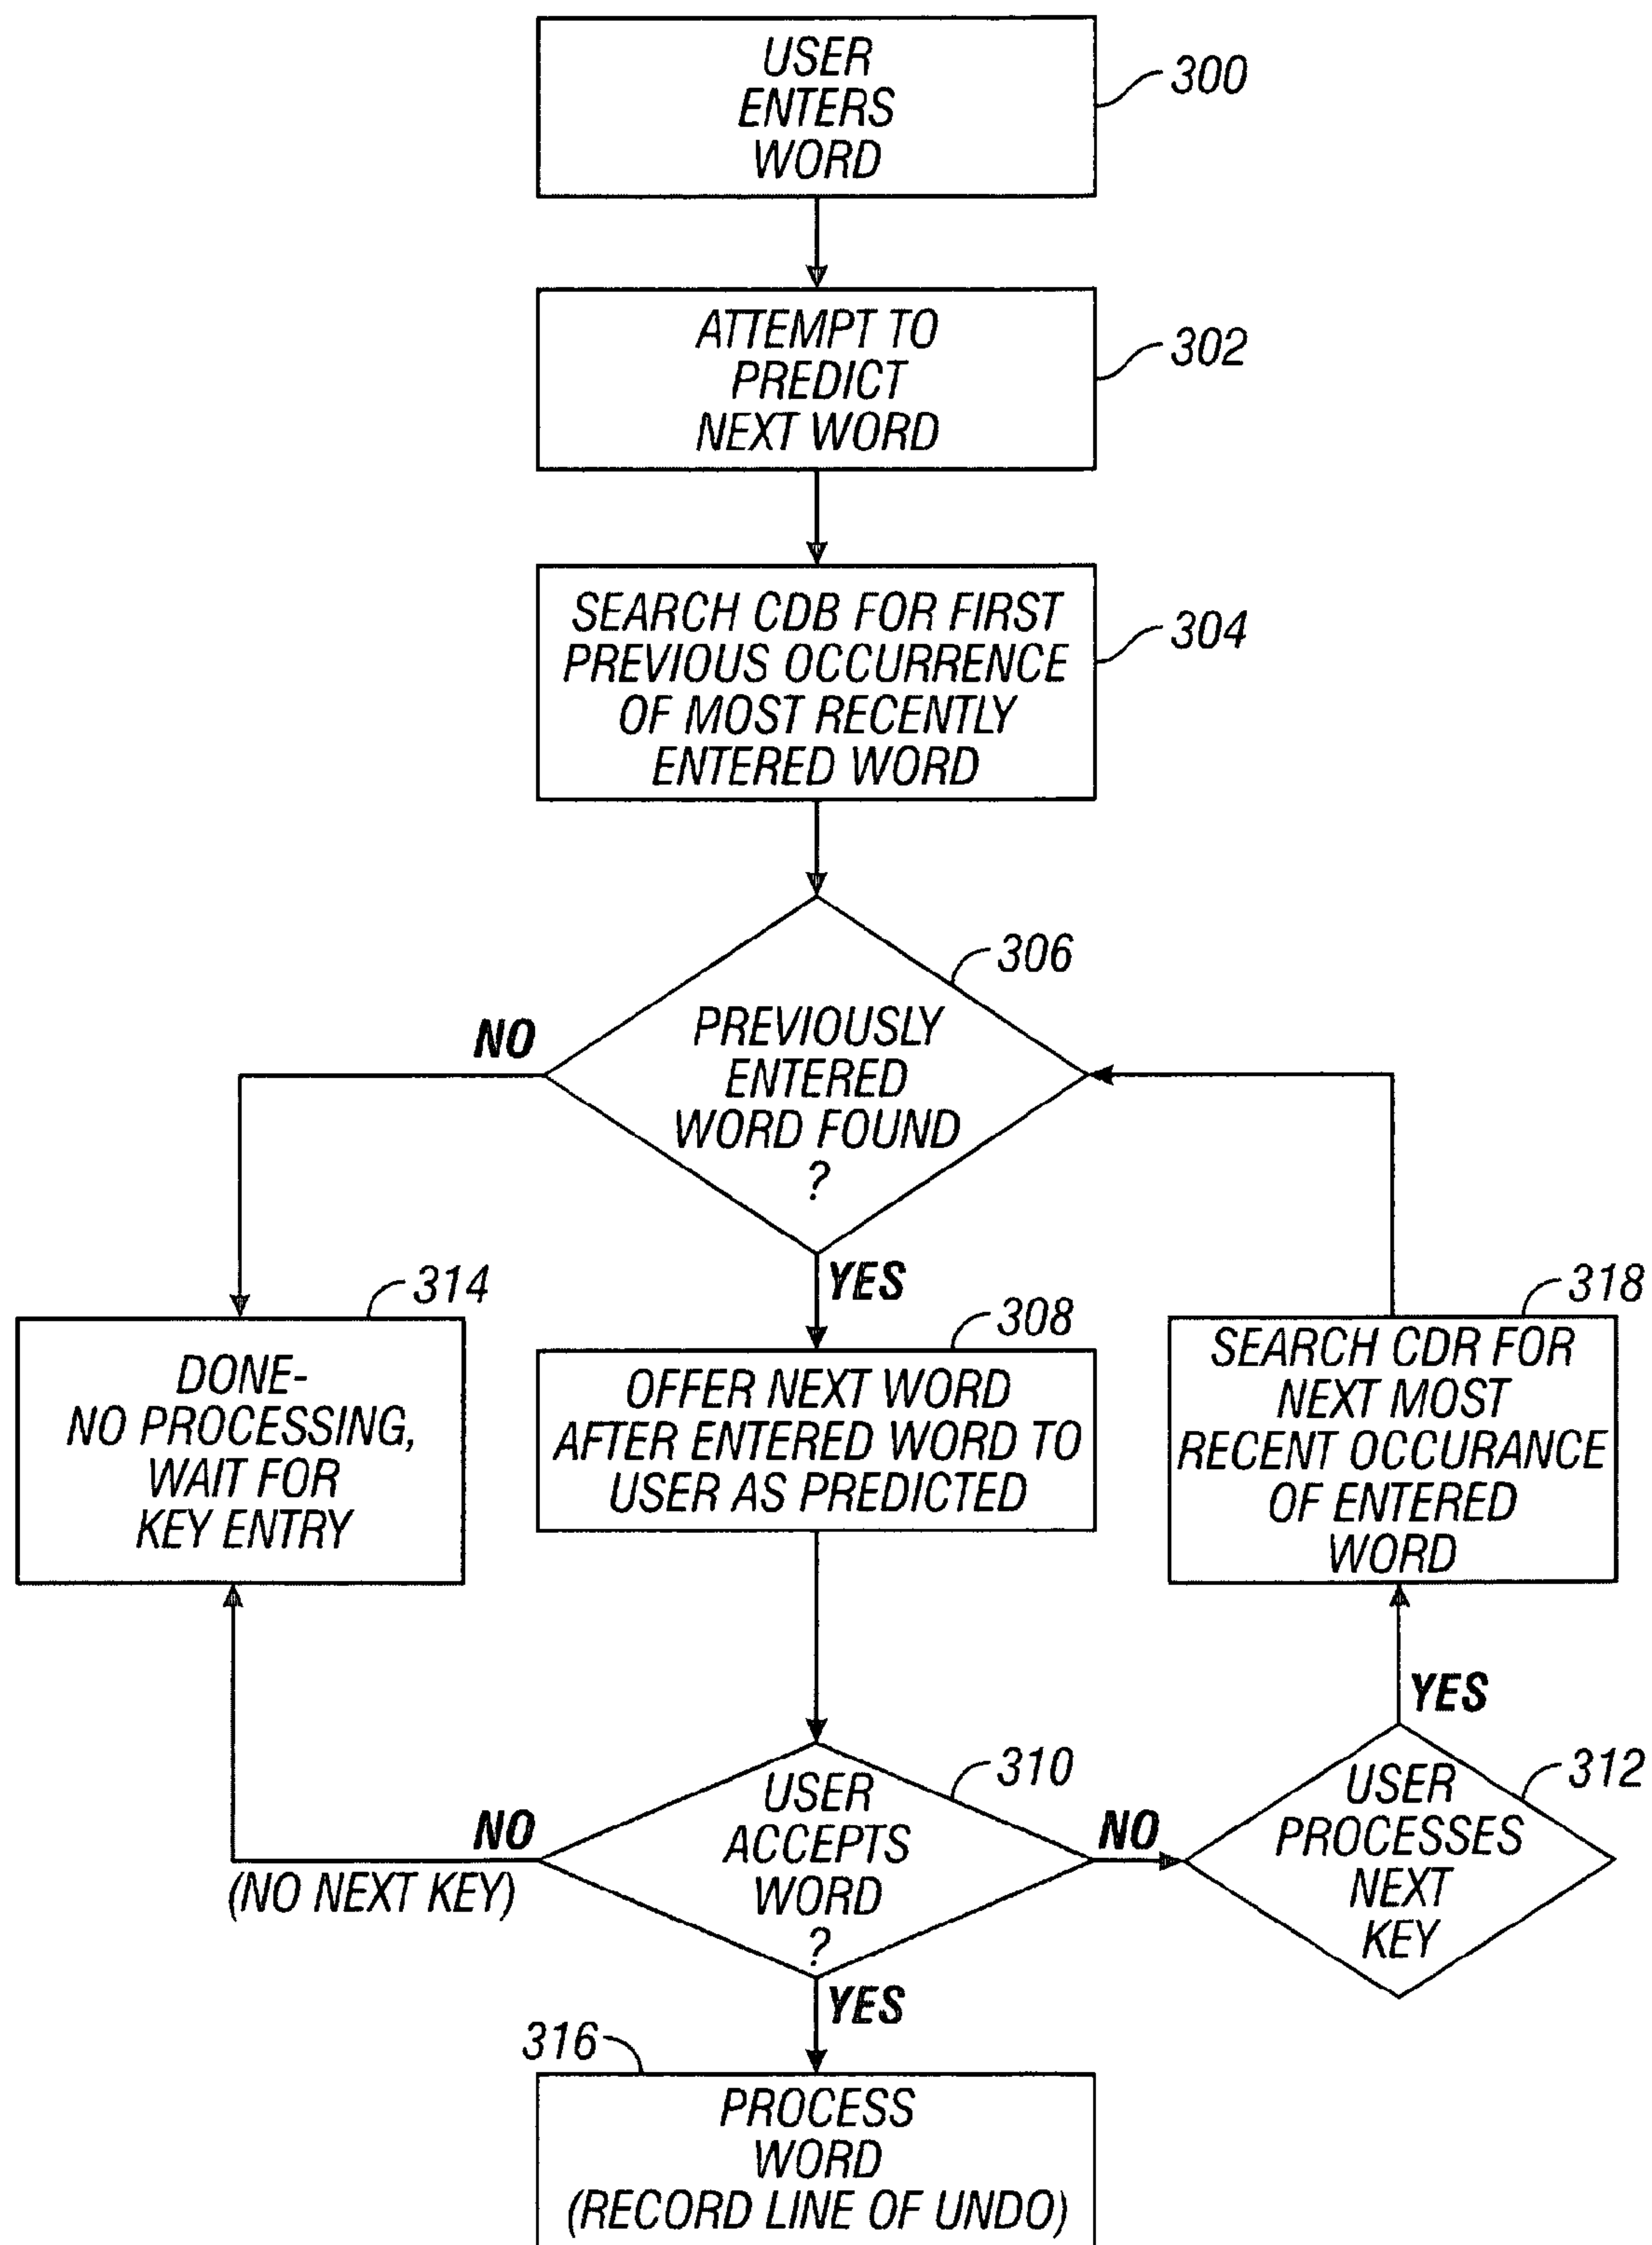 USER
ENTERS
WORD
300
ATTEMPT TO
PREDICT
NEXT WORD
302
SEARCH CDB FOR FIRST
PREVIOUS OCCURRENCE
OF MOST RECENTLY
ENTERED WORD
304
306
PREVIOUSLY
ENTERED
WORD FOUND
?
NO
YES
314
DONE-
NO PROCESSING,
WAIT FOR
KEY ENTRY
308
OFFER NEXT WORD
AFTER ENTERED WORD TO
USER AS PREDICTED
318
SEARCH CDR FOR
NEXT MOST
RECENT OCCURANCE
OF ENTERED
WORD
310
USER
ACCEPTS
WORD
?
NO
(NO NEXT KEY)
NO
YES
312
USER
PROCESSES
NEXT
KEY
YES
316
PROCESS
WORD
(RECORD LINE OF UNDO)